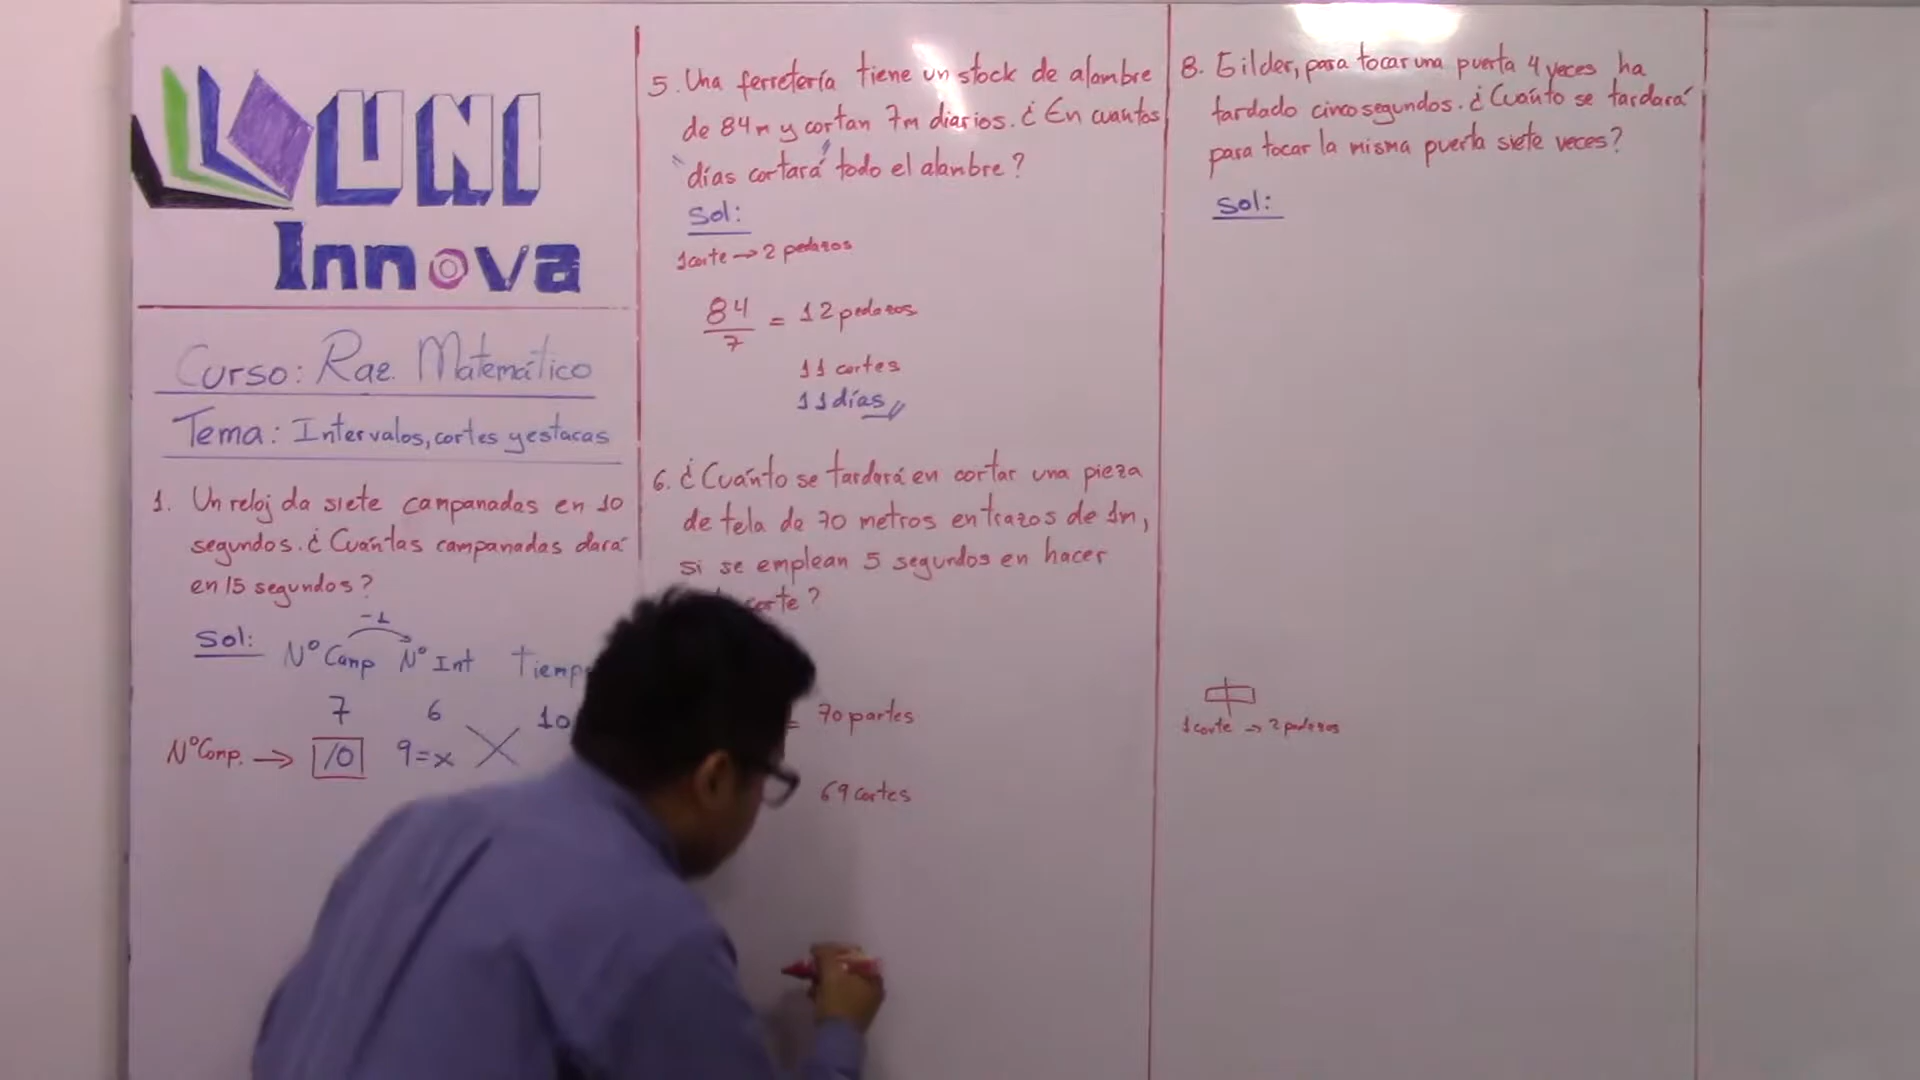 UNI
Innova
Curso: Raz. Matemático
Tema: Intervalos, cortes y estacas
1. Un reloj da siete campanadas en 10
segundos. ¿Cuántas campanadas dará
en 15 segundos?
Sol:
-1
N° Camp N° Int Tiemp
7 6 10
N° Camp. → 10 9=x
5. Una ferretería tiene un stock de alambre
de 84m y cortan 7m diarios. ¿En cuantos
días cortará todo el alambre?
Sol:
1 corte → 2 pedazos
84/7 = 12 pedazos
11 cortes
11 días
6. ¿Cuánto se tardará en cortar una pieza
de tela de 70 metros en trazos de 1m,
si se emplean 5 segundos en hacer
corte?
= 70 partes
69 cortes
8. Gilder, para tocar una puerta 4 veces ha
tardado cinco segundos. ¿Cuánto se tardará
para tocar la misma puerta siete veces?
Sol:
1 corte → 2 pedazos